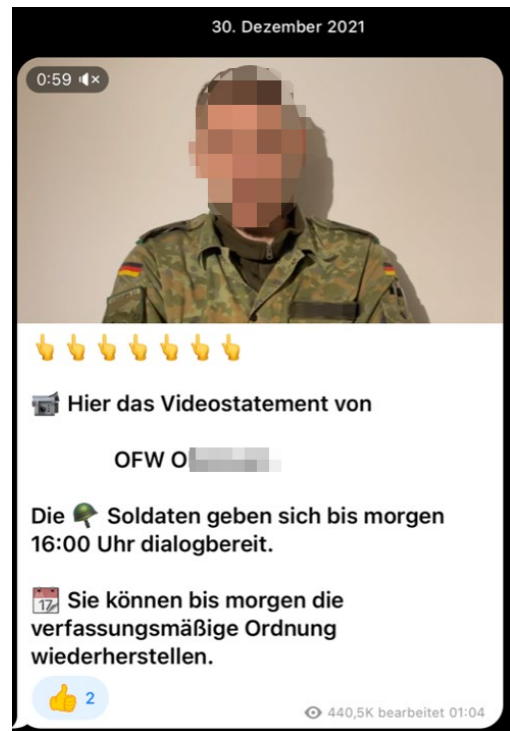 30. Dezember 2021
0:59
Hier das Videostatement von
OFW O
Die Soldaten geben sich bis morgen
16:00 Uhr dialogbereit.
17 Sie können bis morgen die
verfassungsmäßige Ordnung
wiederherstellen.
2
440,5K bearbeitet 01:04